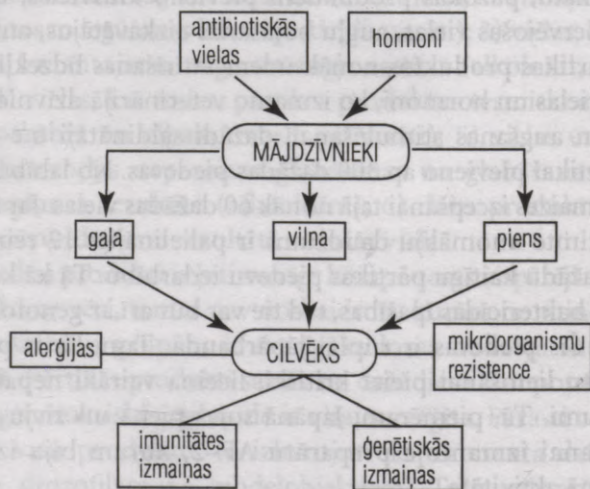 antibiotiskās
vielas
hormoni
MĀJDZĪVNIEKI
gaļa
vilna
piens
alerģijas
CILVĒKS
mikroorganismu
rezistence
imunitātes
izmaiņas
ģenētiskās
izmaiņas